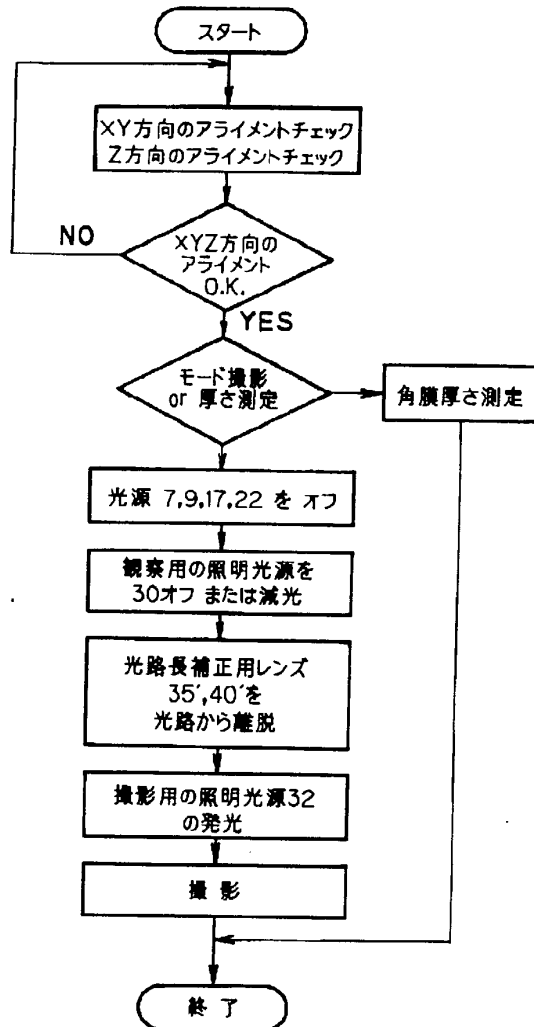 スタート
XY方向のアライメントチェック
Z方向のアライメントチェック
NO
XYZ方向の
アライメント
O.K.
YES
モード撮影
or 厚さ測定
角膜厚さ測定
光源 7,9,17,22 を オフ
観察用の照明光源を
30オフ または減光
光路長補正用レンズ
35′,40′を
光路から離脱
撮影用の照明光源32
の発光
撮 影
終 了